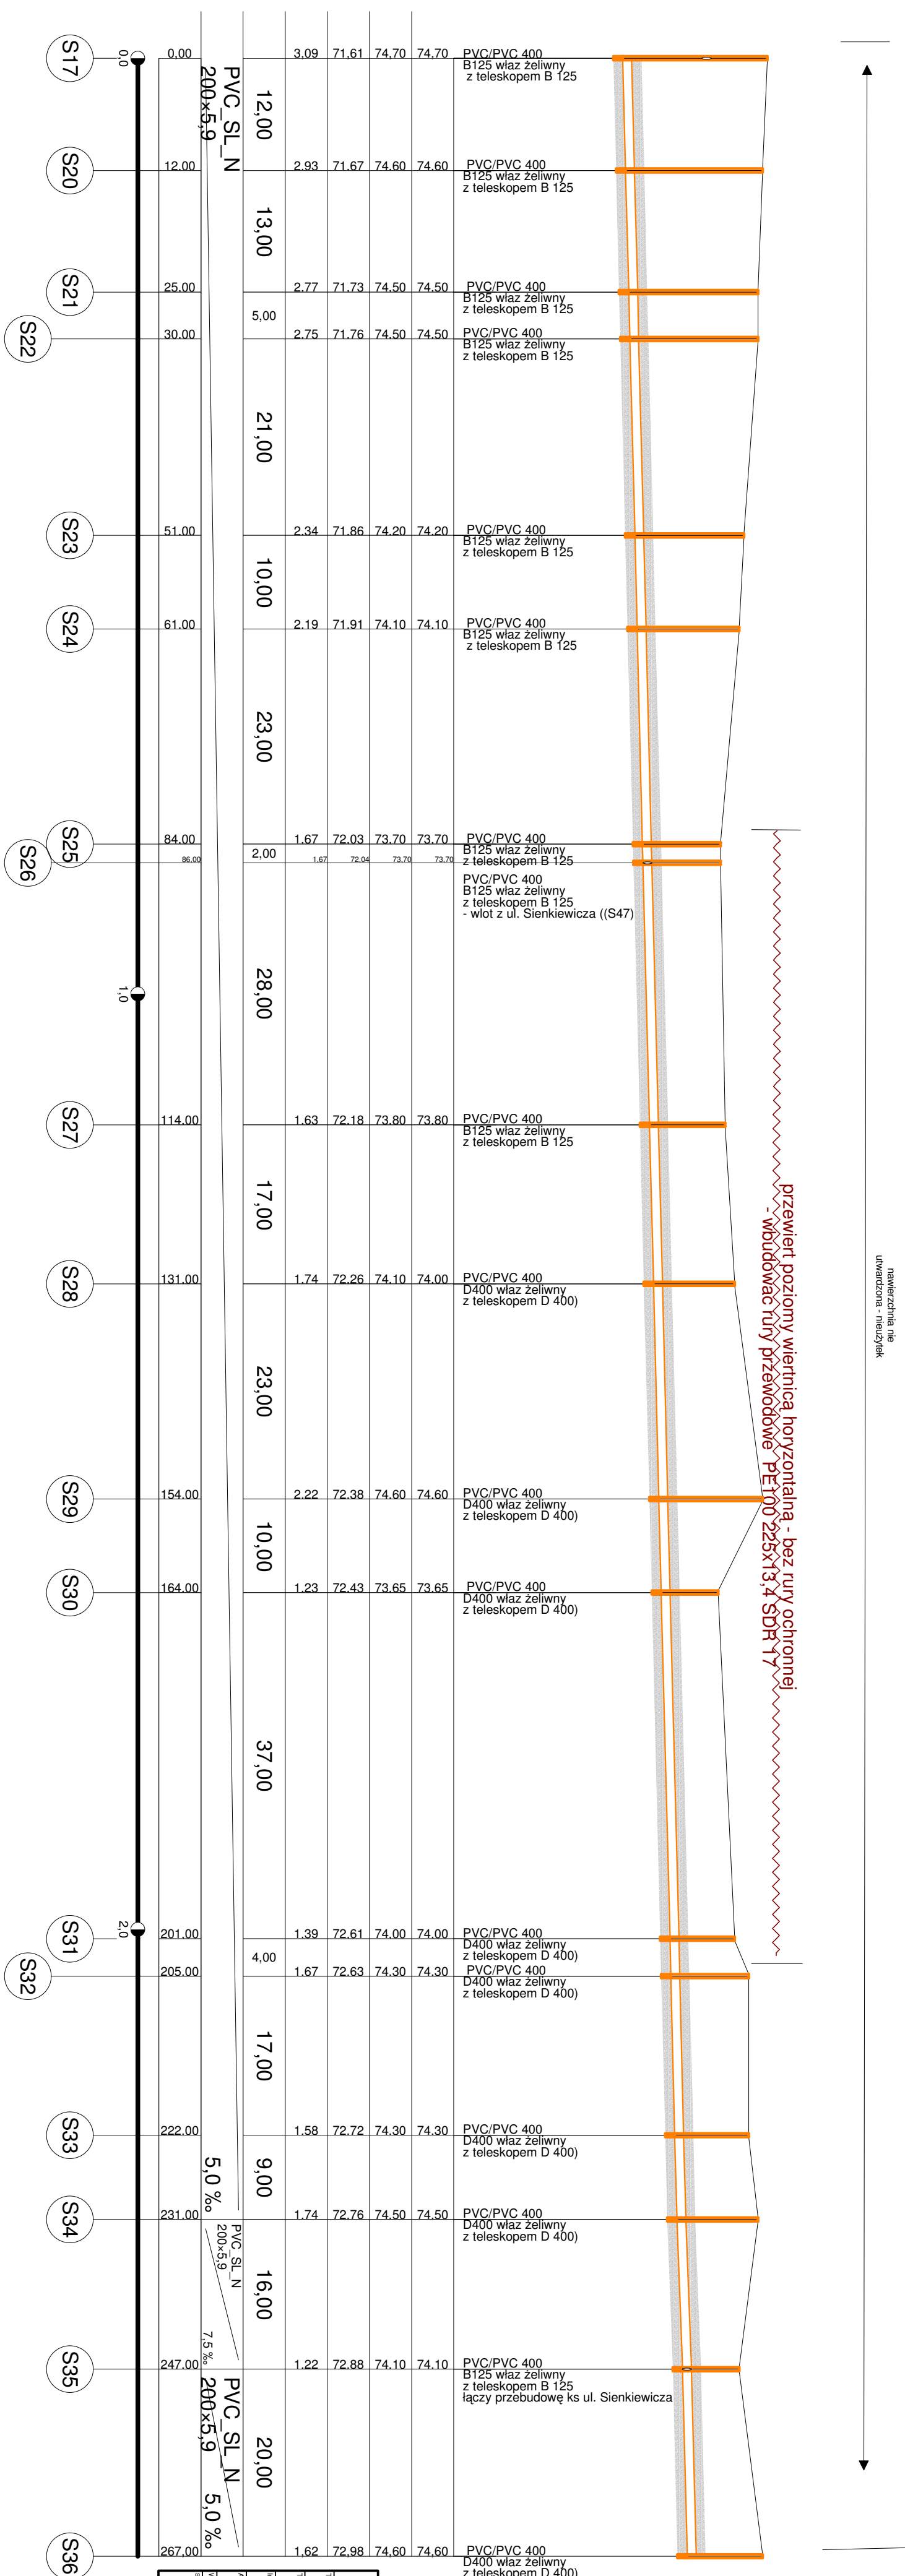 nawierzchnia nie
utwardzona - nieużytek
przewiert poziomy wiertnicą horyzontalną - bez rury ochronnej
- wbudować rury przewodowe PE100 225x13,4 SDR 17
S17
0,0
0,00
PVC_SL_N
200×5,9
3,09 71,61 74,70 74,70
PVC/PVC 400
B125 właz żeliwny
z teleskopem B 125
12,00
S20
12.00
2.93 71.67 74.60 74.60
PVC/PVC 400
B125 właz żeliwny
z teleskopem B 125
13,00
S21
25.00
2.77 71.73 74.50 74.50
PVC/PVC 400
B125 właz żeliwny
z teleskopem B 125
5,00
S22
30.00
2.75 71.76 74.50 74.50
PVC/PVC 400
B125 właz żeliwny
z teleskopem B 125
21,00
S23
51.00
2.34 71.86 74.20 74.20
PVC/PVC 400
B125 właz żeliwny
z teleskopem B 125
10,00
S24
61.00
2.19 71.91 74.10 74.10
PVC/PVC 400
B125 właz żeliwny
z teleskopem B 125
23,00
S25
84.00
1.67 72.03 73.70 73.70
PVC/PVC 400
B125 właz żeliwny
z teleskopem B 125
2,00
S26
86.00
1.67 72.04 73.70 73.70
PVC/PVC 400
B125 właz żeliwny
z teleskopem B 125
- wlot z ul. Sienkiewicza ((S47)
28,00
1,0
S27
114.00
1.63 72.18 73.80 73.80
PVC/PVC 400
B125 właz żeliwny
z teleskopem B 125
17,00
S28
131.00
1.74 72.26 74.10 74.00
PVC/PVC 400
D400 właz żeliwny
z teleskopem D 400)
23,00
S29
154.00
2.22 72.38 74.60 74.60
PVC/PVC 400
D400 właz żeliwny
z teleskopem D 400)
10,00
S30
164.00
1.23 72.43 73.65 73.65
PVC/PVC 400
D400 właz żeliwny
z teleskopem D 400)
37,00
2,0
S31
201.00
1.39 72.61 74.00 74.00
PVC/PVC 400
D400 właz żeliwny
z teleskopem D 400)
4,00
S32
205.00
1.67 72.63 74.30 74.30
PVC/PVC 400
D400 właz żeliwny
z teleskopem D 400)
17,00
S33
222.00
1.58 72.72 74.30 74.30
PVC/PVC 400
D400 właz żeliwny
z teleskopem D 400)
9,00
5,0 ‰
S34
231.00
1.74 72.76 74.50 74.50
PVC/PVC 400
D400 właz żeliwny
z teleskopem D 400)
PVC_SL_N
200×5,9
16,00
7,5 ‰
S35
247.00
1.22 72.88 74.10 74.10
PVC/PVC 400
B125 właz żeliwny
z teleskopem B 125
łączy przebudowę ks ul. Sienkiewicza
PVC_SL_N
200×5,9
20,00
5,0 ‰
S36
267,00
1.62 72,98 74,60 74,60
PVC/PVC 400
D400 właz żeliwny
z teleskopem D 400)